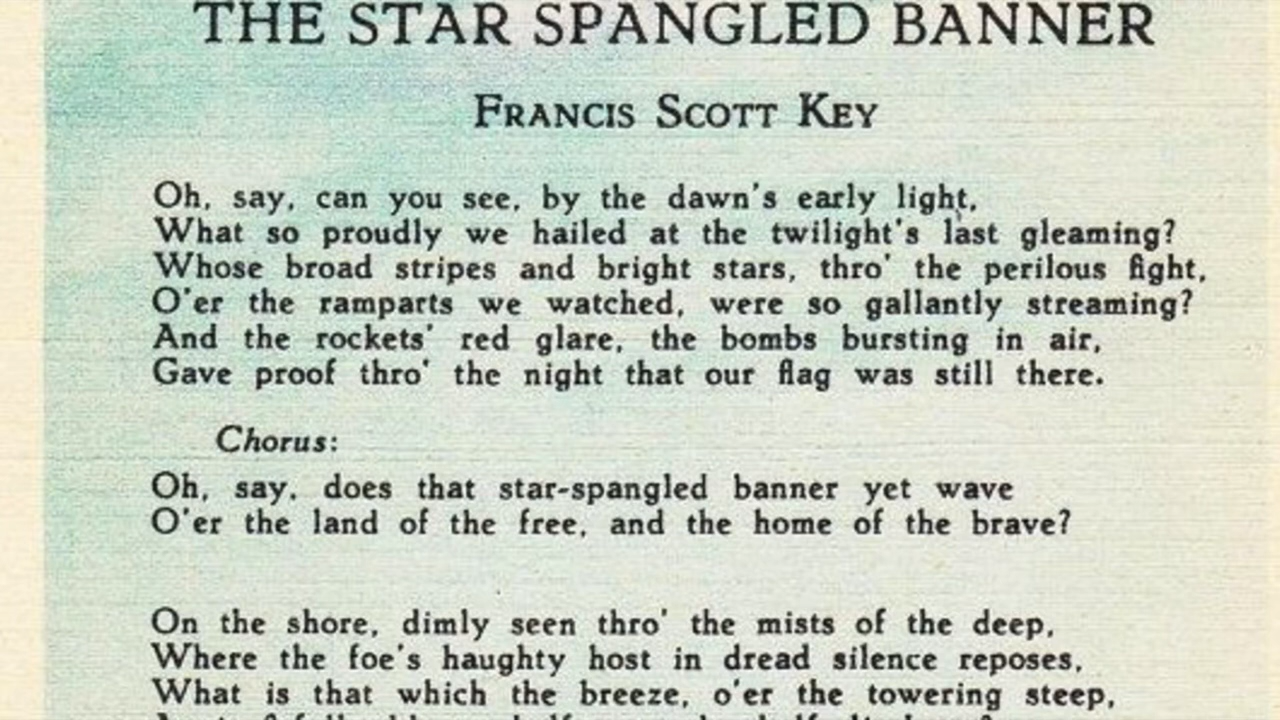 THE STAR SPANGLED BANNER
FRANCIS SCOTT KEY
Oh, say, can you see, by the dawn's early light,
What so proudly we hailed at the twilight's last gleaming?
Whose broad stripes and bright stars, thro' the perilous fight,
O'er the ramparts we watched, were so gallantly streaming?
And the rockets' red glare, the bombs bursting in air,
Gave proof thro' the night that our flag was still there.
Chorus:
Oh, say, does that star-spangled banner yet wave
O'er the land of the free, and the home of the brave?
On the shore, dimly seen thro' the mists of the deep,
Where the foe's haughty host in dread silence reposes,
What is that which the breeze, o'er the towering steep,